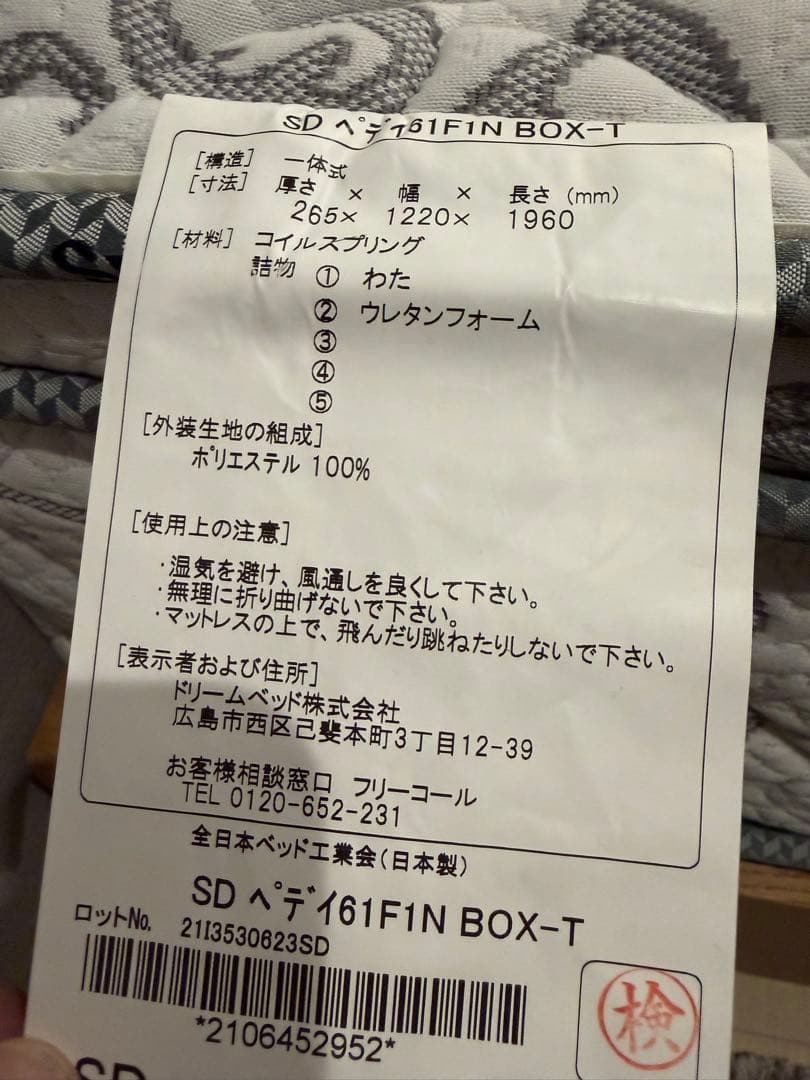 SD ペデイ61F1N BOX-T
[構造] 一体式
[寸法] 厚さ × 幅 × 長さ (mm)
265× 1220× 1960
[材料] コイルスプリング
詰物 ① わた
② ウレタンフォーム
③
④
⑤
[外装生地の組成]
ポリエステル 100%
[使用上の注意]
・湿気を避け、風通しを良くして下さい。
・無理に折り曲げないで下さい。
・マットレスの上で、飛んだり跳ねたりしないで下さい。
[表示者および住所]
ドリームベッド株式会社
広島市西区己斐本町3丁目12-39
お客様相談窓口 フリーコール
TEL 0120-652-231
全日本ベッド工業会(日本製)
SD ペデイ61F1N BOX-T
ロットNo. 21I3530623SD
*2106452952*
検
SD